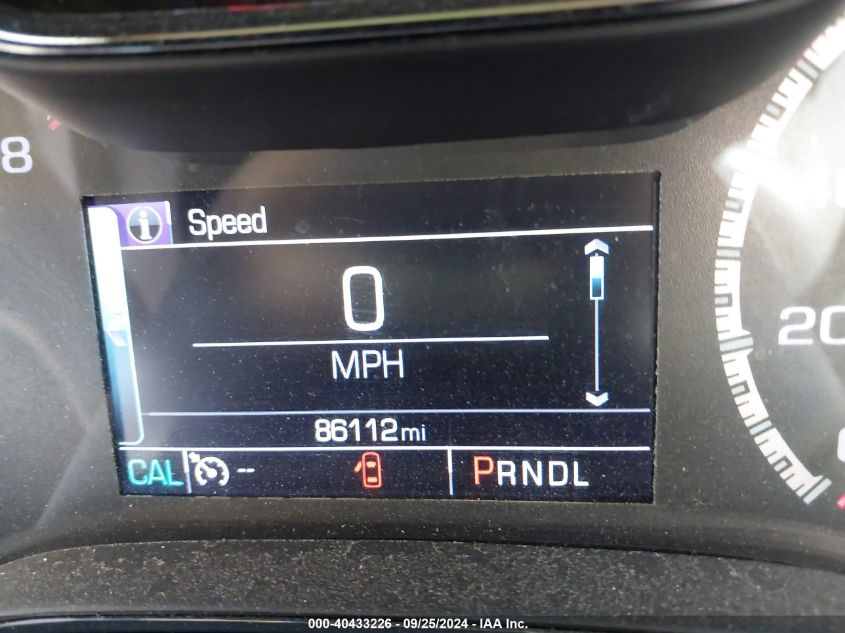 8
Speed
0
MPH
86112mi
CAL --
PRNDL
20
000-40433226 - 09/25/2024 - IAA Inc.